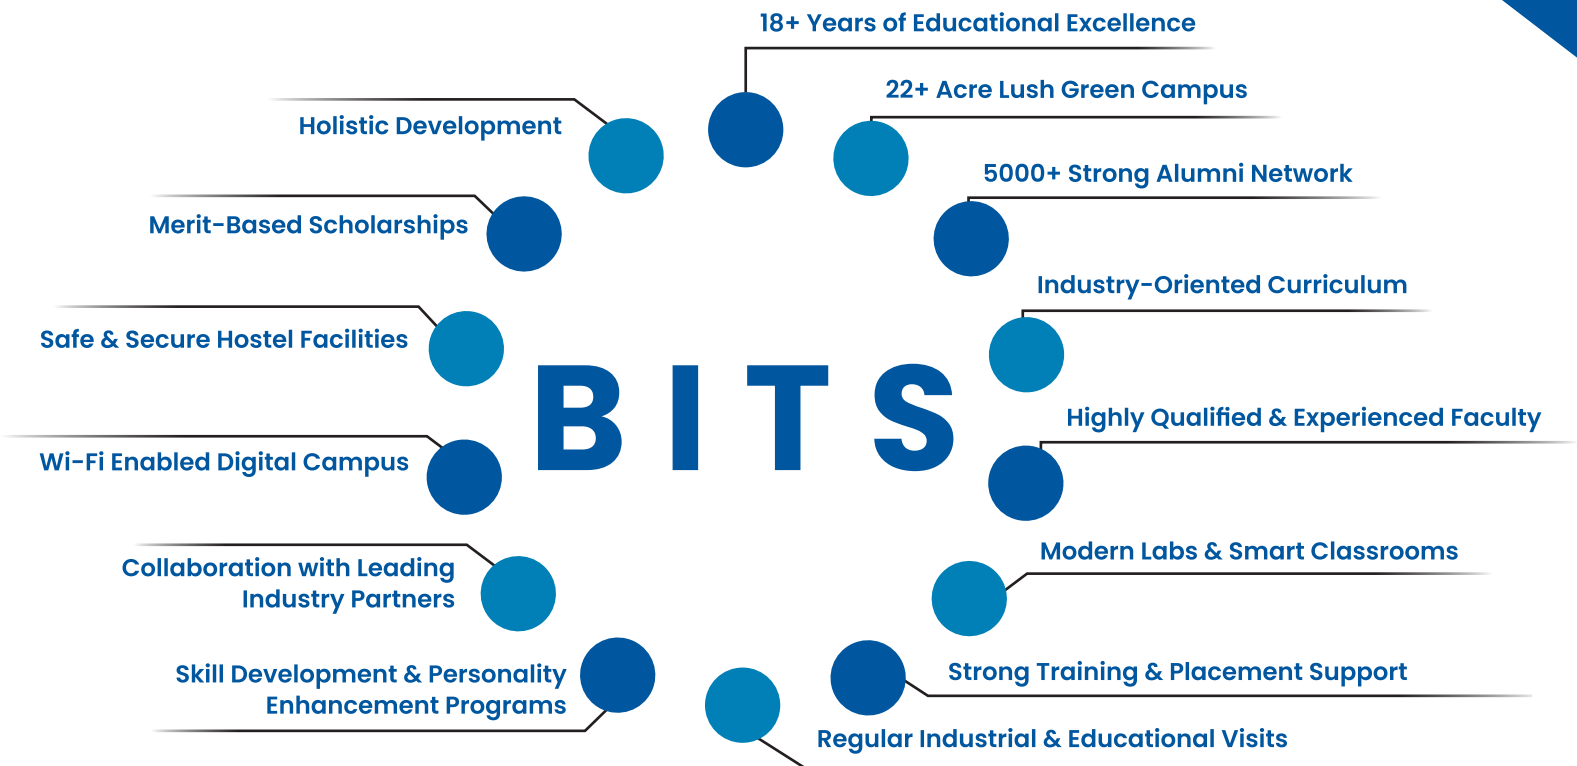 18+ Years of Educational Excellence
22+ Acre Lush Green Campus
5000+ Strong Alumni Network
Industry-Oriented Curriculum
Highly Qualified & Experienced Faculty
Modern Labs & Smart Classrooms
Strong Training & Placement Support
Regular Industrial & Educational Visits
Skill Development & Personality
Enhancement Programs
Collaboration with Leading
Industry Partners
Wi-Fi Enabled Digital Campus
Safe & Secure Hostel Facilities
Merit-Based Scholarships
Holistic Development
BITS